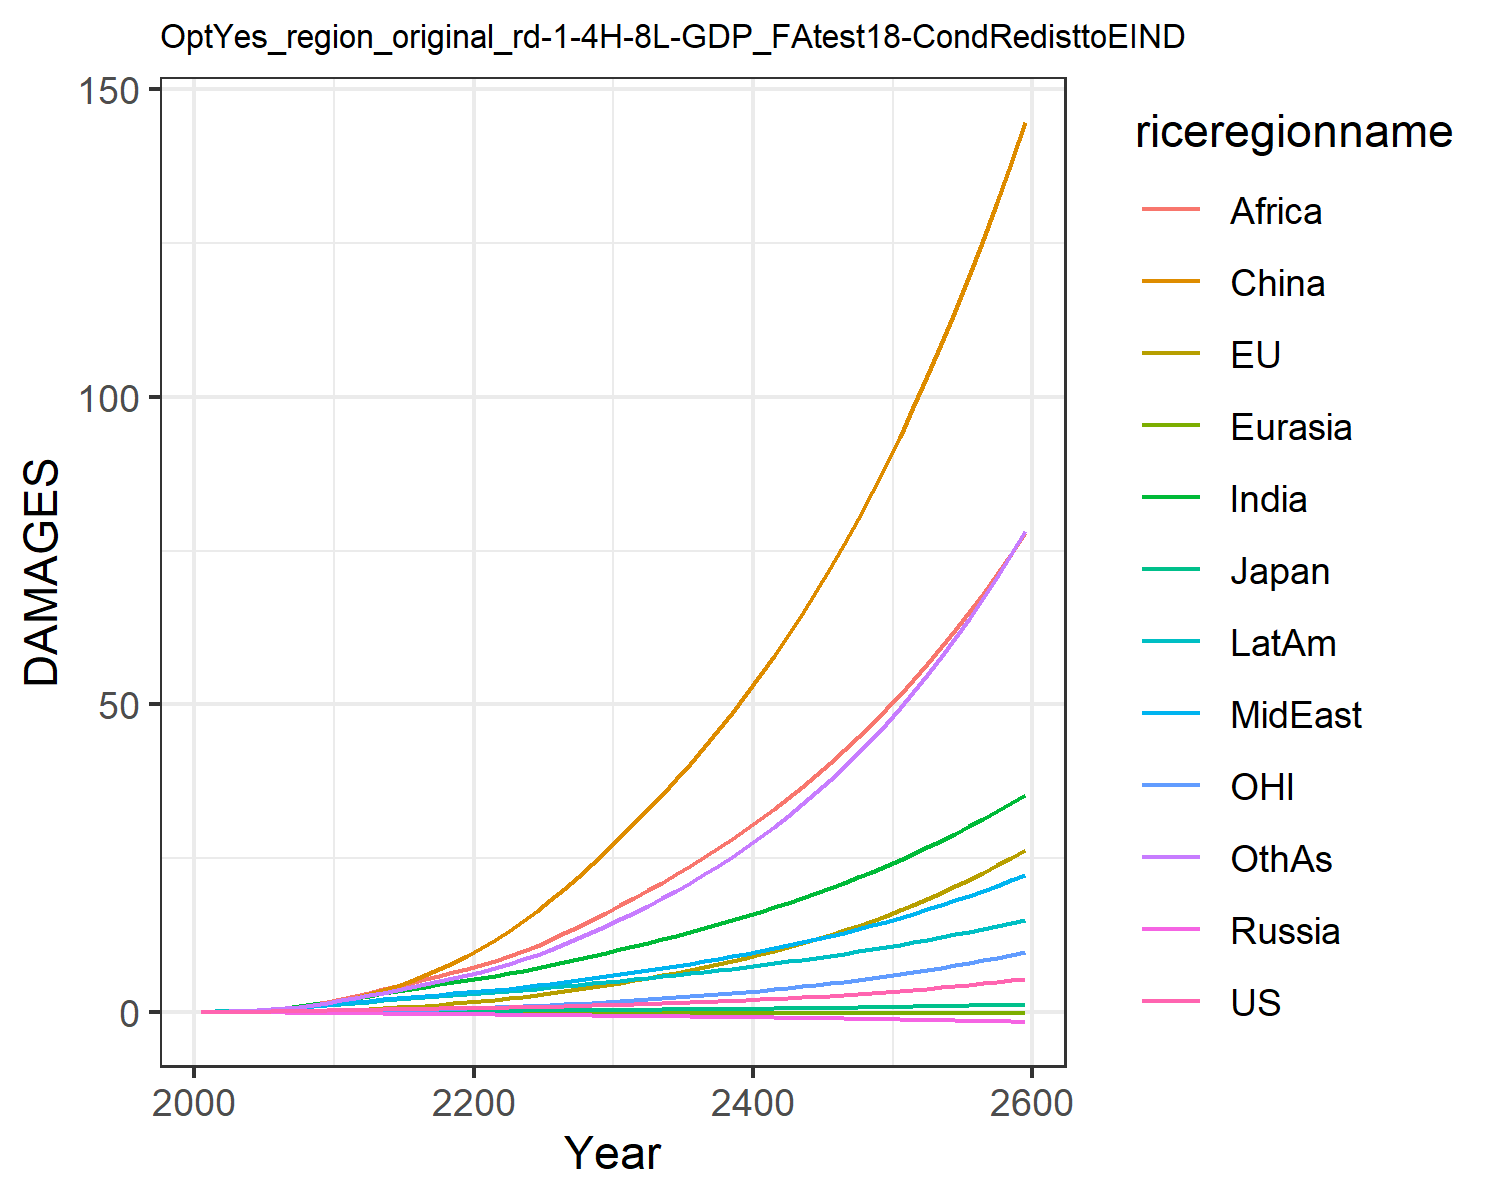 OptYes_region_original_rd-1-4H-8L-GDP_FAtest18-CondRedisttoEIND
150
100
50
0
DAMAGES
2000 2200 2400 2600
Year
riceregionname
Africa
China
EU
Eurasia
India
Japan
LatAm
MidEast
OHI
OthAs
Russia
US